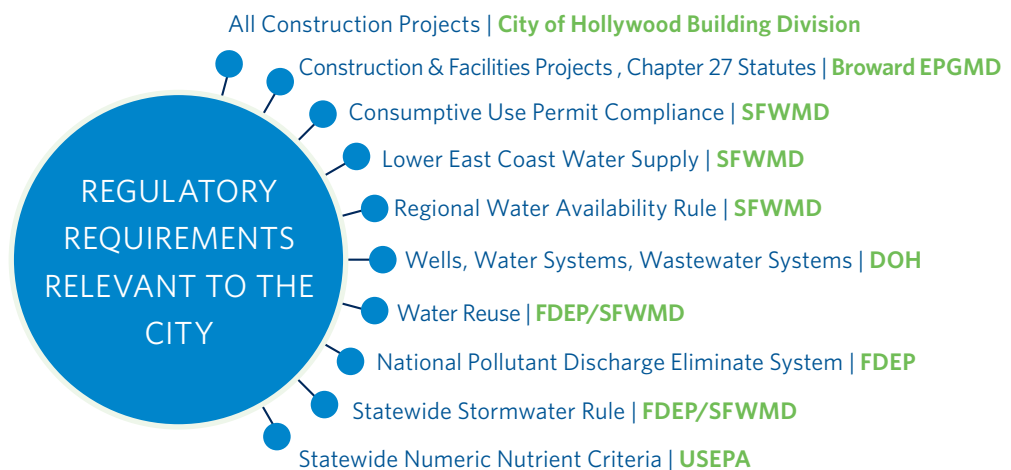 All Construction Projects | City of Hollywood Building Division
Construction & Facilities Projects , Chapter 27 Statutes | Broward EPGMD
Consumptive Use Permit Compliance | SFWMD
Lower East Coast Water Supply | SFWMD
Regional Water Availability Rule | SFWMD
Wells, Water Systems, Wastewater Systems | DOH
Water Reuse | FDEP/SFWMD
National Pollutant Discharge Eliminate System | FDEP
Statewide Stormwater Rule | FDEP/SFWMD
Statewide Numeric Nutrient Criteria | USEPA
REGULATORY
REQUIREMENTS
RELEVANT TO THE
CITY